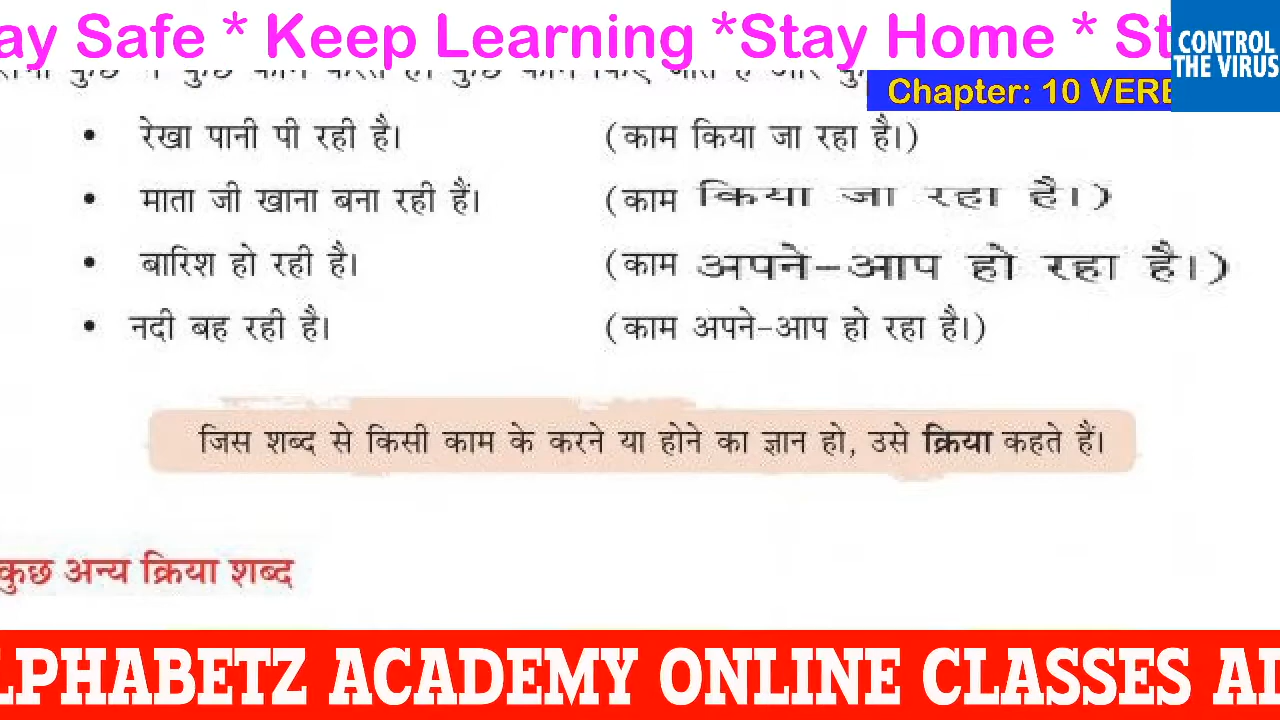 ay Safe * Keep Learning *Stay Home * St
CONTROL
THE VIRUS
Chapter: 10 VERB
• रेखा पानी पी रही है। (काम किया जा रहा है।)
• माता जी खाना बना रही हैं। (काम किया जा रहा है।)
• बारिश हो रही है। (काम अपने-आप हो रहा है।)
• नदी बह रही है। (काम अपने-आप हो रहा है।)
जिस शब्द से किसी काम के करने या होने का ज्ञान हो, उसे क्रिया कहते हैं।
कुछ अन्य क्रिया शब्द
LPHABETZ ACADEMY ONLINE CLASSES AL